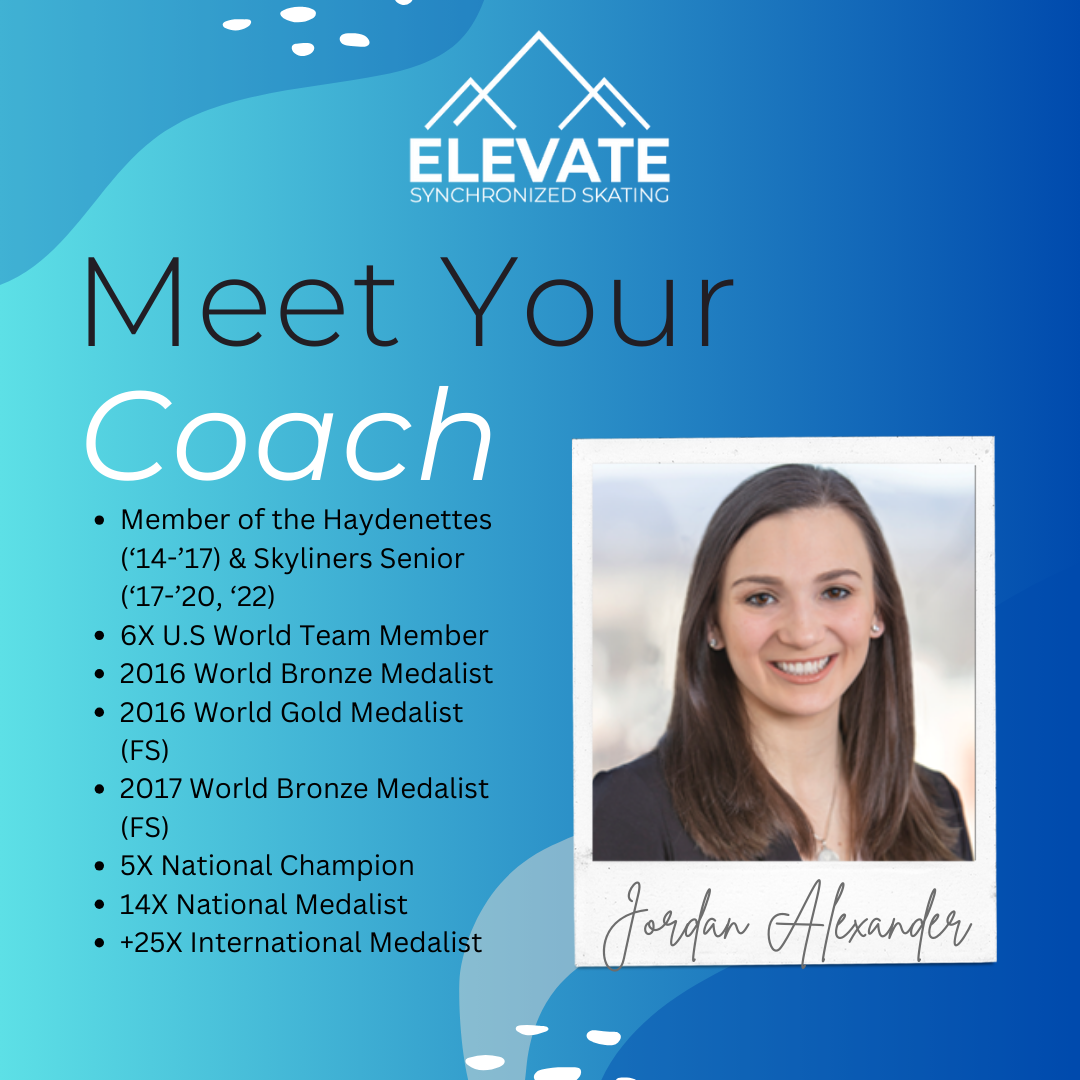 ELEVATE
SYNCHRONIZED SKATING
Meet Your
Coach
• Member of the Haydenettes
(‘14-’17) & Skyliners Senior
(‘17-’20, ‘22)
• 6X U.S World Team Member
• 2016 World Bronze Medalist
• 2016 World Gold Medalist
(FS)
• 2017 World Bronze Medalist
(FS)
• 5X National Champion
• 14X National Medalist
• +25X International Medalist
Jordan Alexander